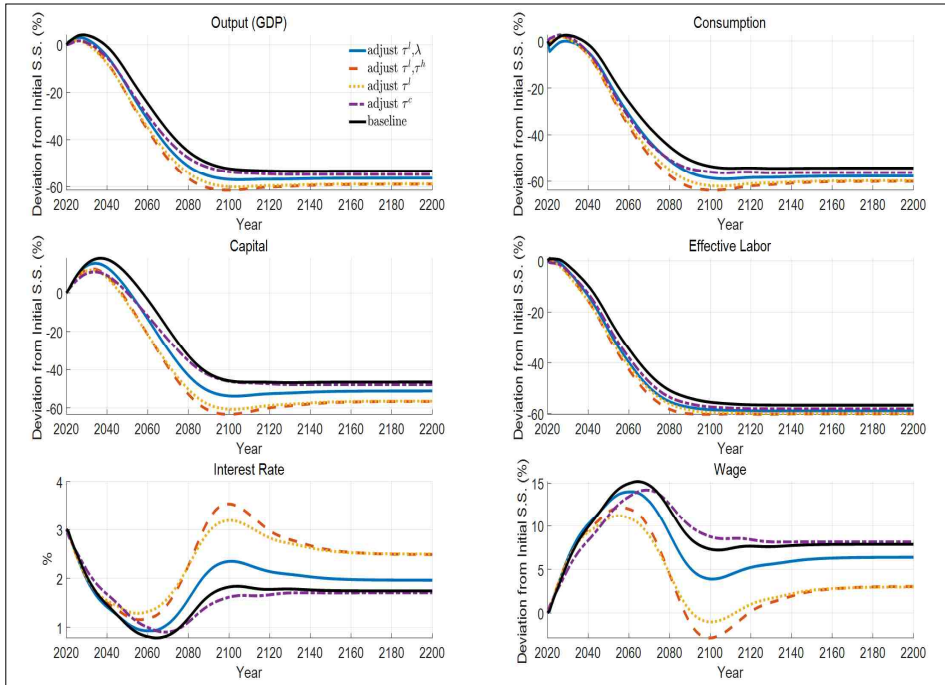 Output (GDP)
Deviation from Initial S.S. (%)
0
-20
-40
-60
adjust τˡ,λ
adjust τˡ,τʰ
adjust τˡ
adjust τᶜ
baseline
2020 2040 2060 2080 2100 2120 2140 2160 2180 2200
Year
Consumption
Deviation from Initial S.S. (%)
0
-20
-40
-60
2020 2040 2060 2080 2100 2120 2140 2160 2180 2200
Year
Capital
Deviation from Initial S.S. (%)
0
-20
-40
-60
2020 2040 2060 2080 2100 2120 2140 2160 2180 2200
Year
Effective Labor
Deviation from Initial S.S. (%)
0
-20
-40
-60
2020 2040 2060 2080 2100 2120 2140 2160 2180 2200
Year
Interest Rate
%
4
3
2
1
2020 2040 2060 2080 2100 2120 2140 2160 2180 2200
Year
Wage
Deviation from Initial S.S. (%)
15
10
5
0
2020 2040 2060 2080 2100 2120 2140 2160 2180 2200
Year